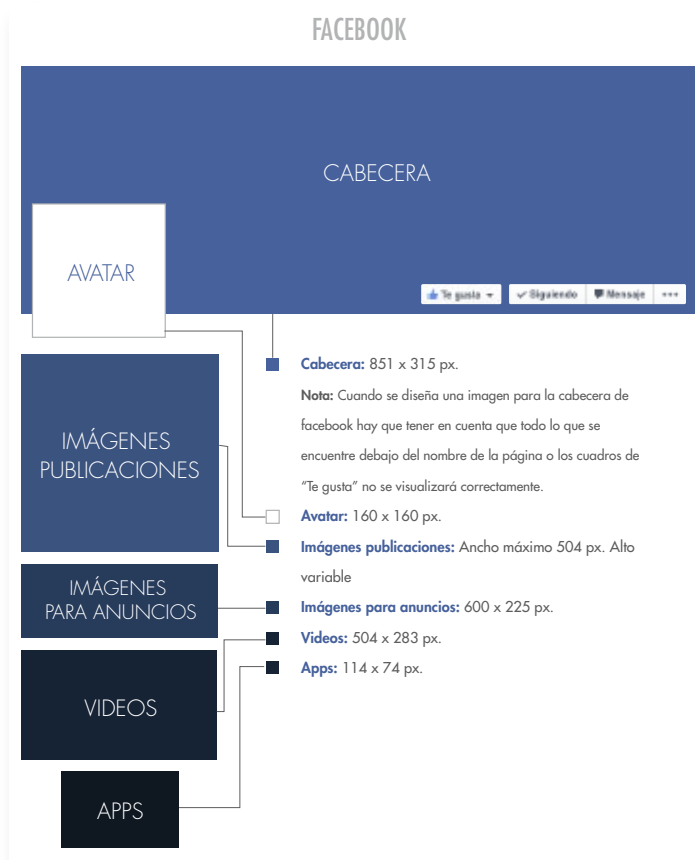 FACEBOOK
CABECERA
AVATAR
Te gusta
Siguiendo
Mensaje
IMÁGENES
PUBLICACIONES
IMÁGENES
PARA ANUNCIOS
VIDEOS
APPS
Cabecera: 851 x 315 px.
Nota: Cuando se diseña una imagen para la cabecera de
facebook hay que tener en cuenta que todo lo que se
encuentre debajo del nombre de la página o los cuadros de
“Te gusta” no se visualizará correctamente.
Avatar: 160 x 160 px.
Imágenes publicaciones: Ancho máximo 504 px. Alto
variable
Imágenes para anuncios: 600 x 225 px.
Videos: 504 x 283 px.
Apps: 114 x 74 px.